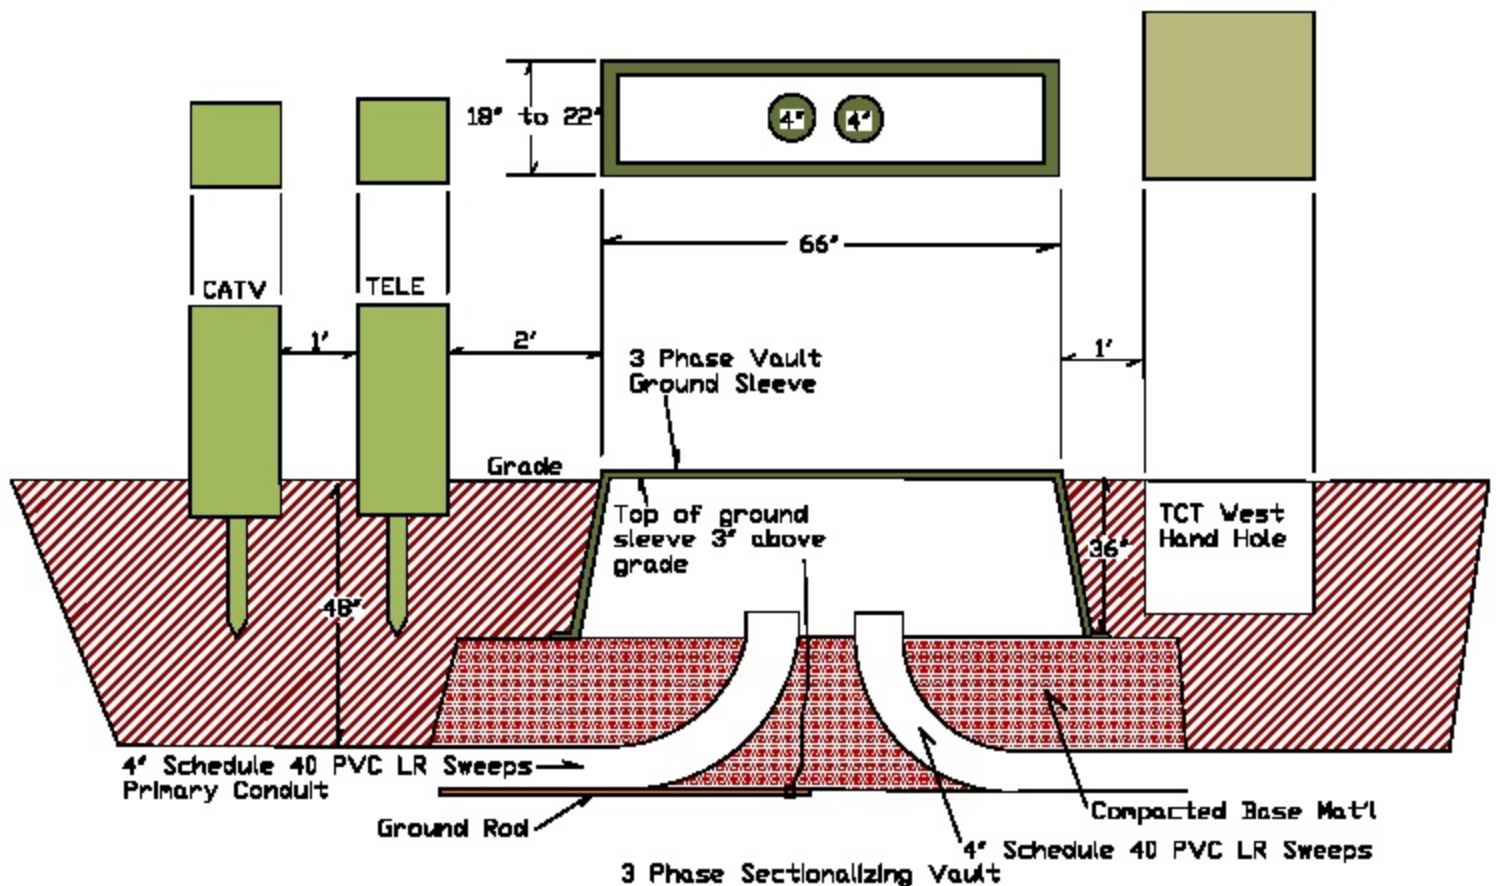 18" to 22"
4" 4"
66"
CATV
TELE
1'
2'
1'
3 Phase Vault
Ground Sleeve
Grade
Top of ground
sleeve 3" above
grade
TCT West
Hand Hole
36"
48"
4" Schedule 40 PVC LR Sweeps
Primary Conduit
Ground Rod
Compacted Base Mat'l
4" Schedule 40 PVC LR Sweeps
3 Phase Sectionalizing Vault